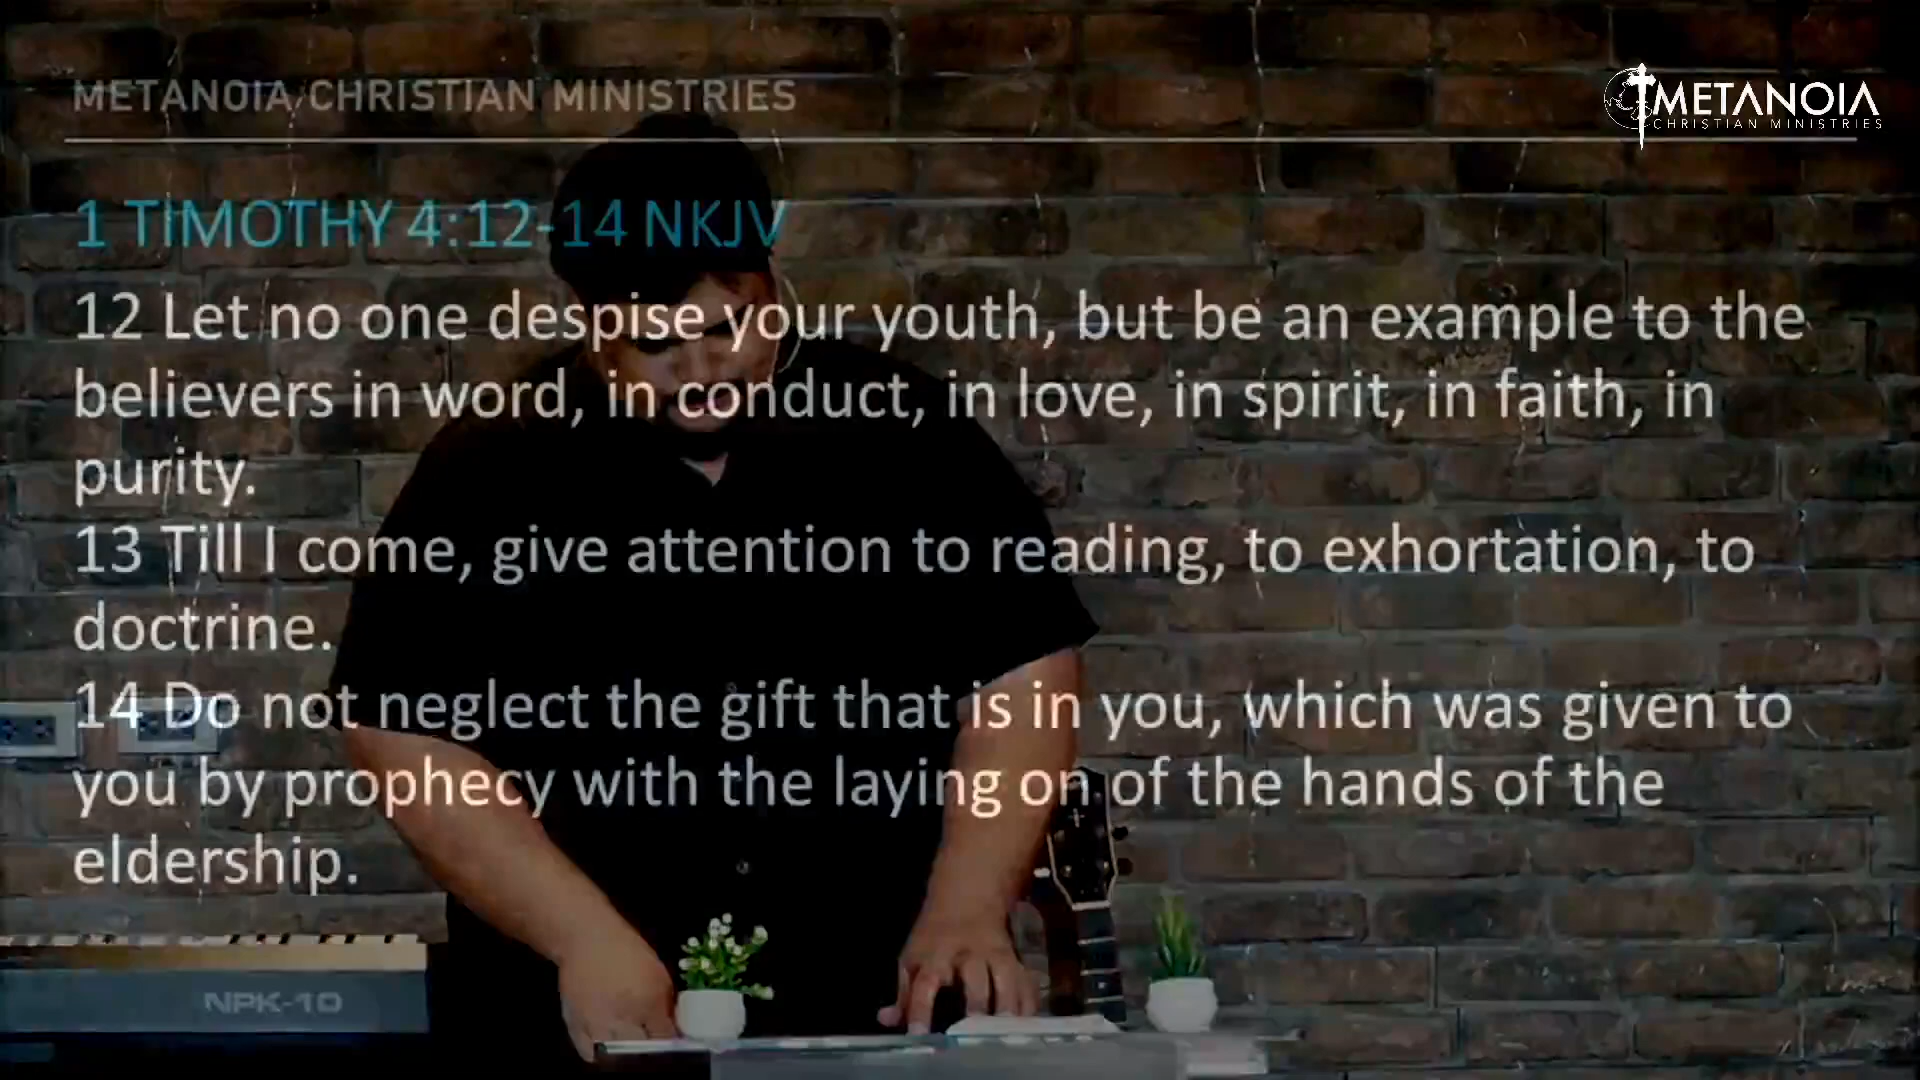 METANOIA CHRISTIAN MINISTRIES
METANOIA
CHRISTIAN MINISTRIES
1 TIMOTHY 4:12-14 NKJV
12 Let no one despise your youth, but be an example to the
believers in word, in conduct, in love, in spirit, in faith, in
purity.
13 Till I come, give attention to reading, to exhortation, to
doctrine.
14 Do not neglect the gift that is in you, which was given to
you by prophecy with the laying on of the hands of the
eldership.
NPK-10